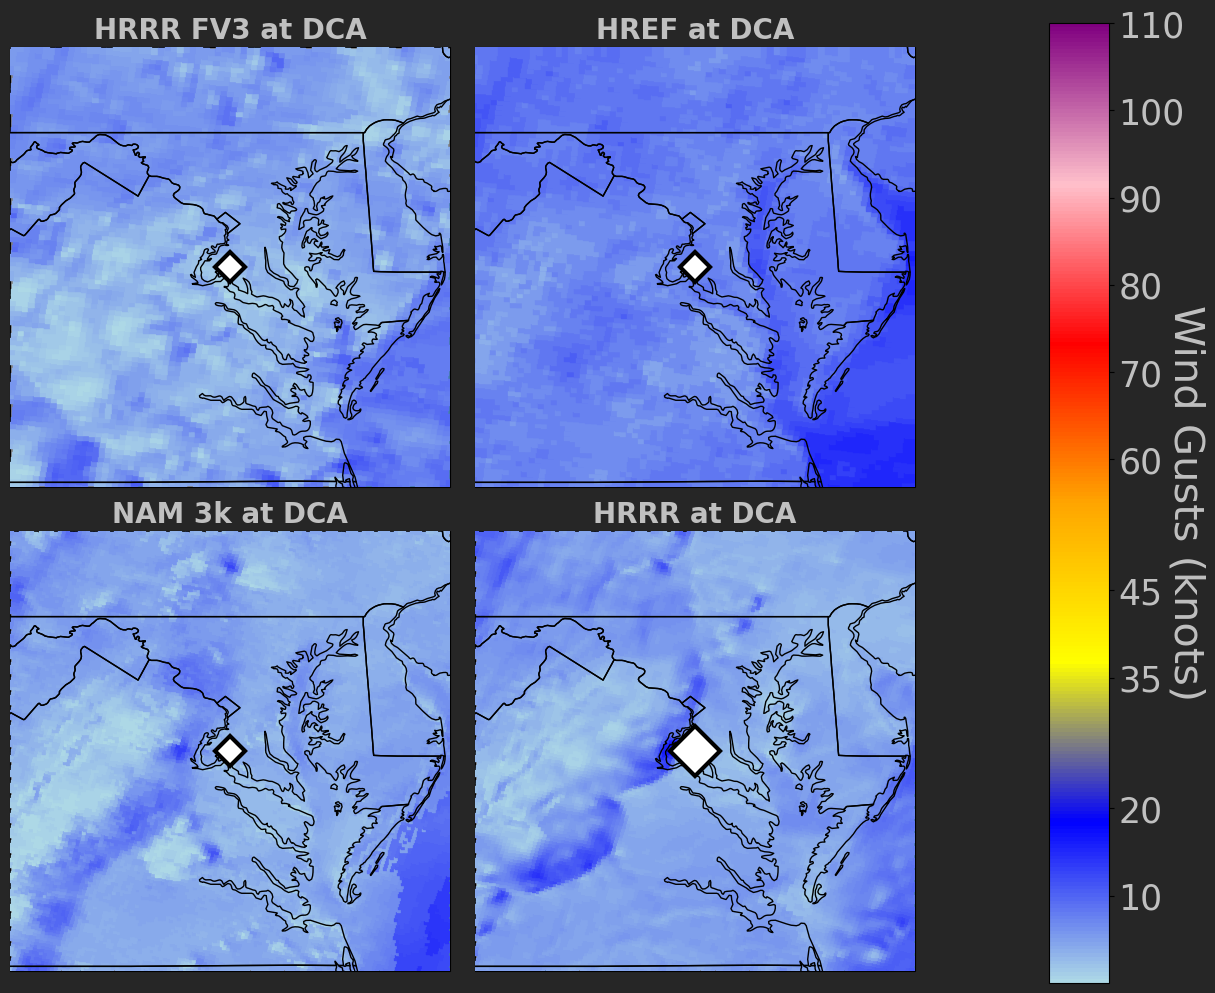 HRRR FV3 at DCA
HREF at DCA
NAM 3k at DCA
HRRR at DCA
110
100
90
80
70
60
45
35
20
10
Wind Gusts (knots)